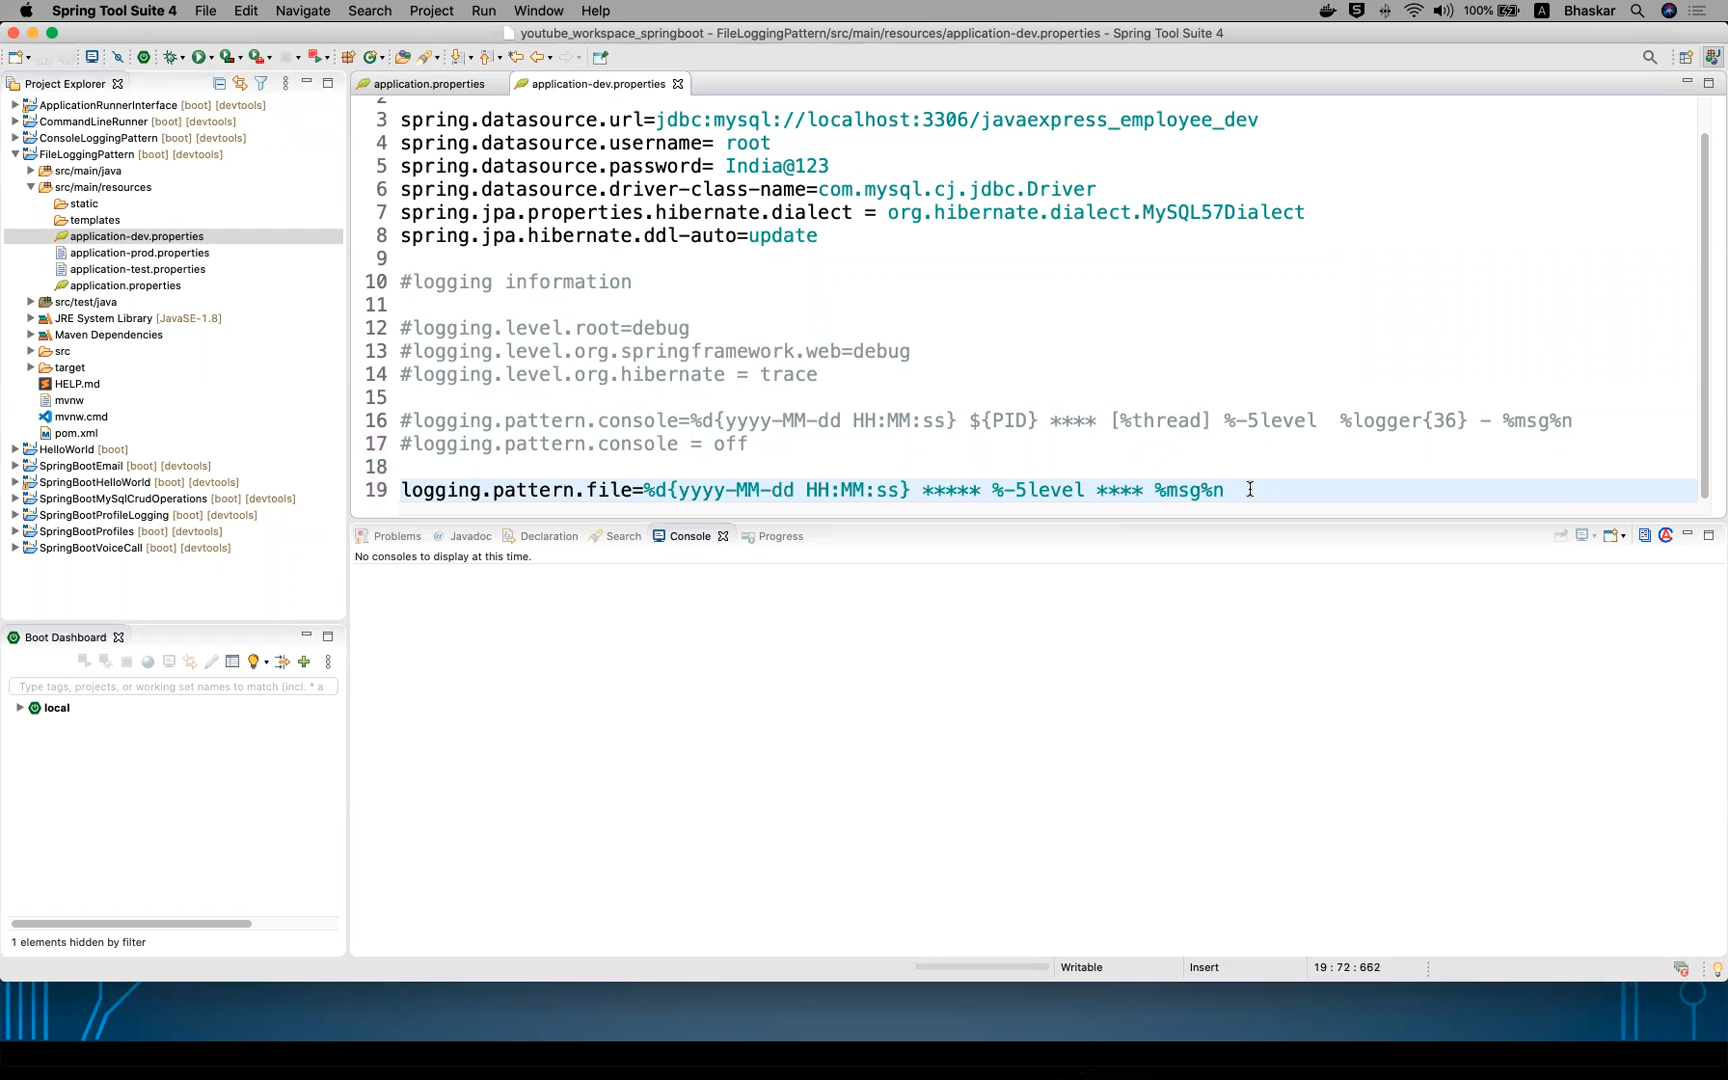 Spring Tool Suite 4 File Edit Navigate Search Project Run Window Help 100% A Bhaskar
youtube_workspace_springboot - FileLoggingPattern/src/main/resources/application-dev.properties - Spring Tool Suite 4
Project Explorer
ApplicationRunnerInterface [boot] [devtools]
CommandLineRunner [boot] [devtools]
ConsoleLoggingPattern [boot] [devtools]
FileLoggingPattern [boot] [devtools]
src/main/java
src/main/resources
static
templates
application-dev.properties
application-prod.properties
application-test.properties
application.properties
src/test/java
JRE System Library [JavaSE-1.8]
Maven Dependencies
src
target
HELP.md
mvnw
mvnw.cmd
pom.xml
HelloWorld [boot]
SpringBootEmail [boot] [devtools]
SpringBootHelloWorld [boot] [devtools]
SpringBootMySqlCrudOperations [boot] [devtools]
SpringBootProfileLogging [boot] [devtools]
SpringBootProfiles [boot] [devtools]
SpringBootVoiceCall [boot] [devtools]
Boot Dashboard
Type tags, projects, or working set names to match (incl. * a
local
1 elements hidden by filter
application.properties application-dev.properties
2
3 spring.datasource.url=jdbc:mysql://localhost:3306/javaexpress_employee_dev
4 spring.datasource.username= root
5 spring.datasource.password= India@123
6 spring.datasource.driver-class-name=com.mysql.cj.jdbc.Driver
7 spring.jpa.properties.hibernate.dialect = org.hibernate.dialect.MySQL57Dialect
8 spring.jpa.hibernate.ddl-auto=update
9
10 #logging information
11
12 #logging.level.root=debug
13 #logging.level.org.springframework.web=debug
14 #logging.level.org.hibernate = trace
15
16 #logging.pattern.console=%d{yyyy-MM-dd HH:MM:ss} ${PID} **** [%thread] %-5level  %logger{36} - %msg%n
17 #logging.pattern.console = off
18
19 logging.pattern.file=%d{yyyy-MM-dd HH:MM:ss} ***** %-5level **** %msg%n
Problems @ Javadoc Declaration Search Console Progress
No consoles to display at this time.
Writable Insert 19 : 72 : 662